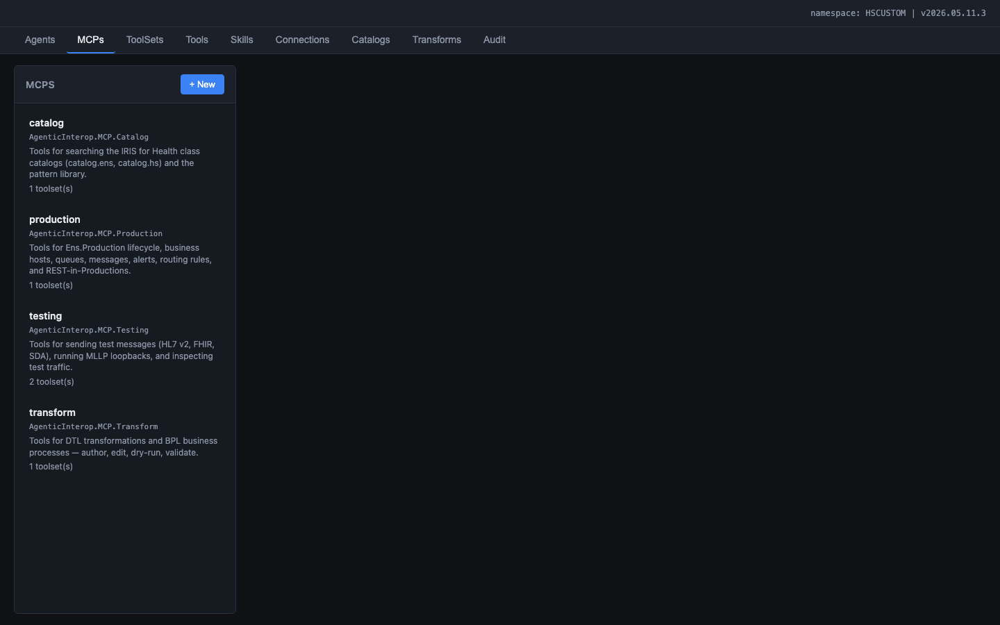 namespace: HSCUSTOM | v2026.05.11.3
Agents MCPs ToolSets Tools Skills Connections Catalogs Transforms Audit
MCPS + New
catalog
AgenticInterop.MCP.Catalog
Tools for searching the IRIS for Health class
catalogs (catalog.ens, catalog.hs) and the
pattern library.
1 toolset(s)
production
AgenticInterop.MCP.Production
Tools for Ens.Production lifecycle, business
hosts, queues, messages, alerts, routing rules,
and REST-in-Productions.
1 toolset(s)
testing
AgenticInterop.MCP.Testing
Tools for sending test messages (HL7 v2, FHIR,
SDA), running MLLP loopbacks, and inspecting
test traffic.
2 toolset(s)
transform
AgenticInterop.MCP.Transform
Tools for DTL transformations and BPL business
processes — author, edit, dry-run, validate.
1 toolset(s)